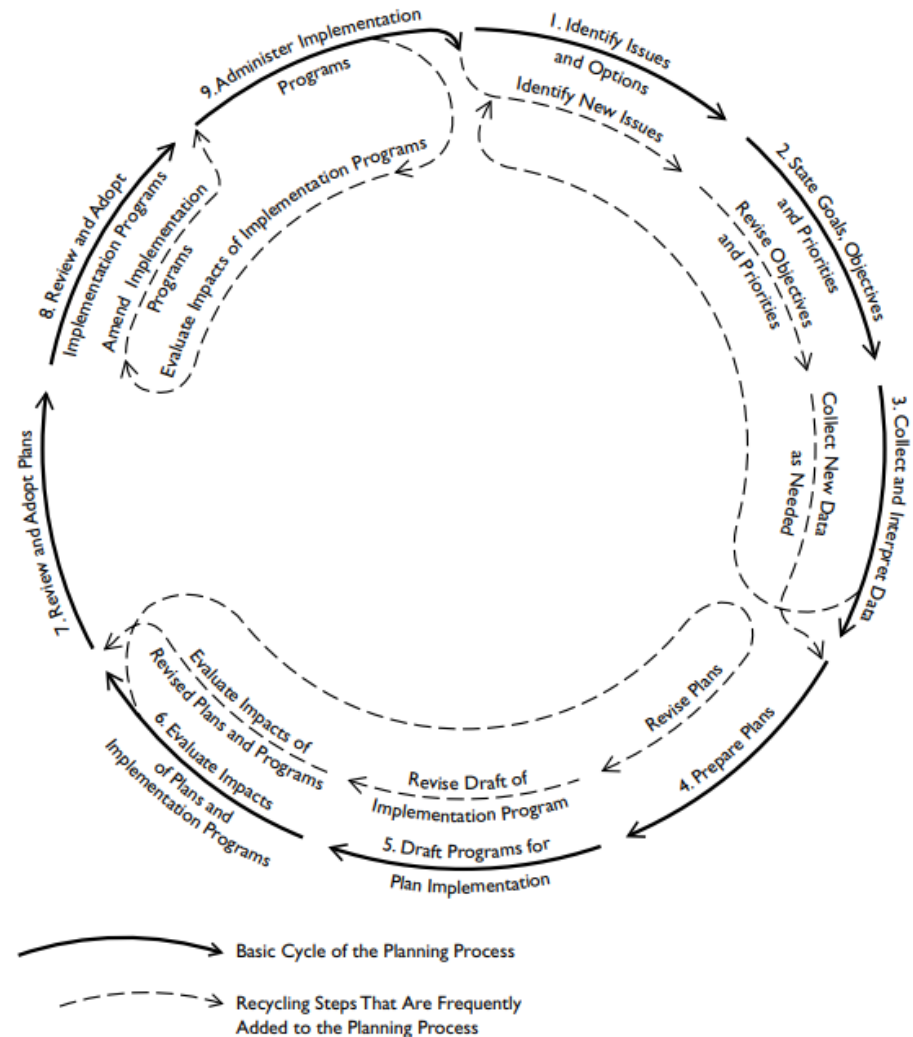 1. Identify Issues
and Options
Identify New Issues
2. State Goals, Objectives
and Priorities
Revise Objectives
and Priorities
3. Collect and Interpret Data
Collect New Data
as Needed
4. Prepare Plans
Revise Plans
5. Draft Programs for
Plan Implementation
Revise Draft of
Implementation Program
6. Evaluate Impacts
of Plans and
Implementation Programs
Evaluate Impacts of
Revised Plans and Programs
7. Review and Adopt Plans
8. Review and Adopt
Implementation Programs
Amend Implementation
Programs
9. Administer Implementation
Programs
Evaluate Impacts of Implementation Programs
Basic Cycle of the Planning Process
Recycling Steps That Are Frequently
Added to the Planning Process